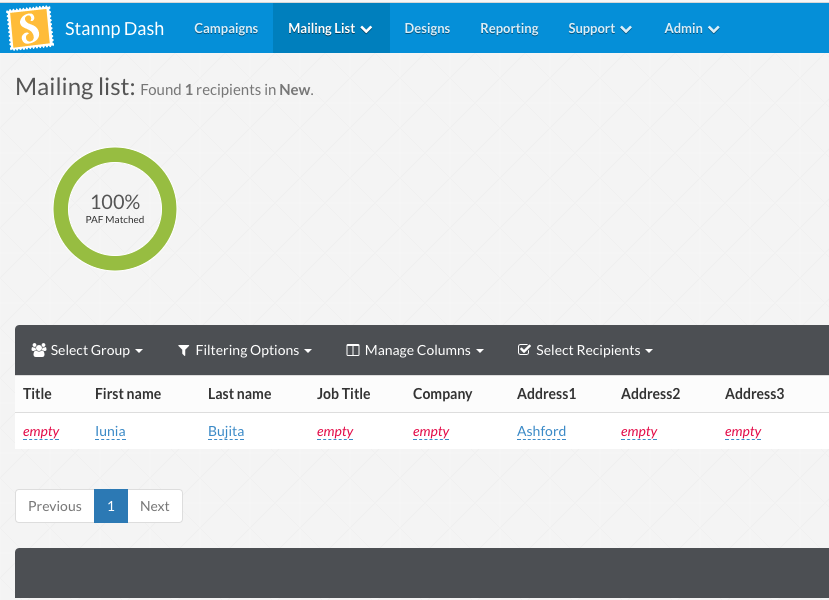 S Stannp Dash Campaigns Mailing List Designs Reporting Support Admin
Mailing list: Found 1 recipients in New.
100%
PAF Matched
Select Group Filtering Options Manage Columns Select Recipients
Title First name Last name Job Title Company Address1 Address2 Address3
empty Iunia Bujita empty empty Ashford empty empty
Previous 1 Next